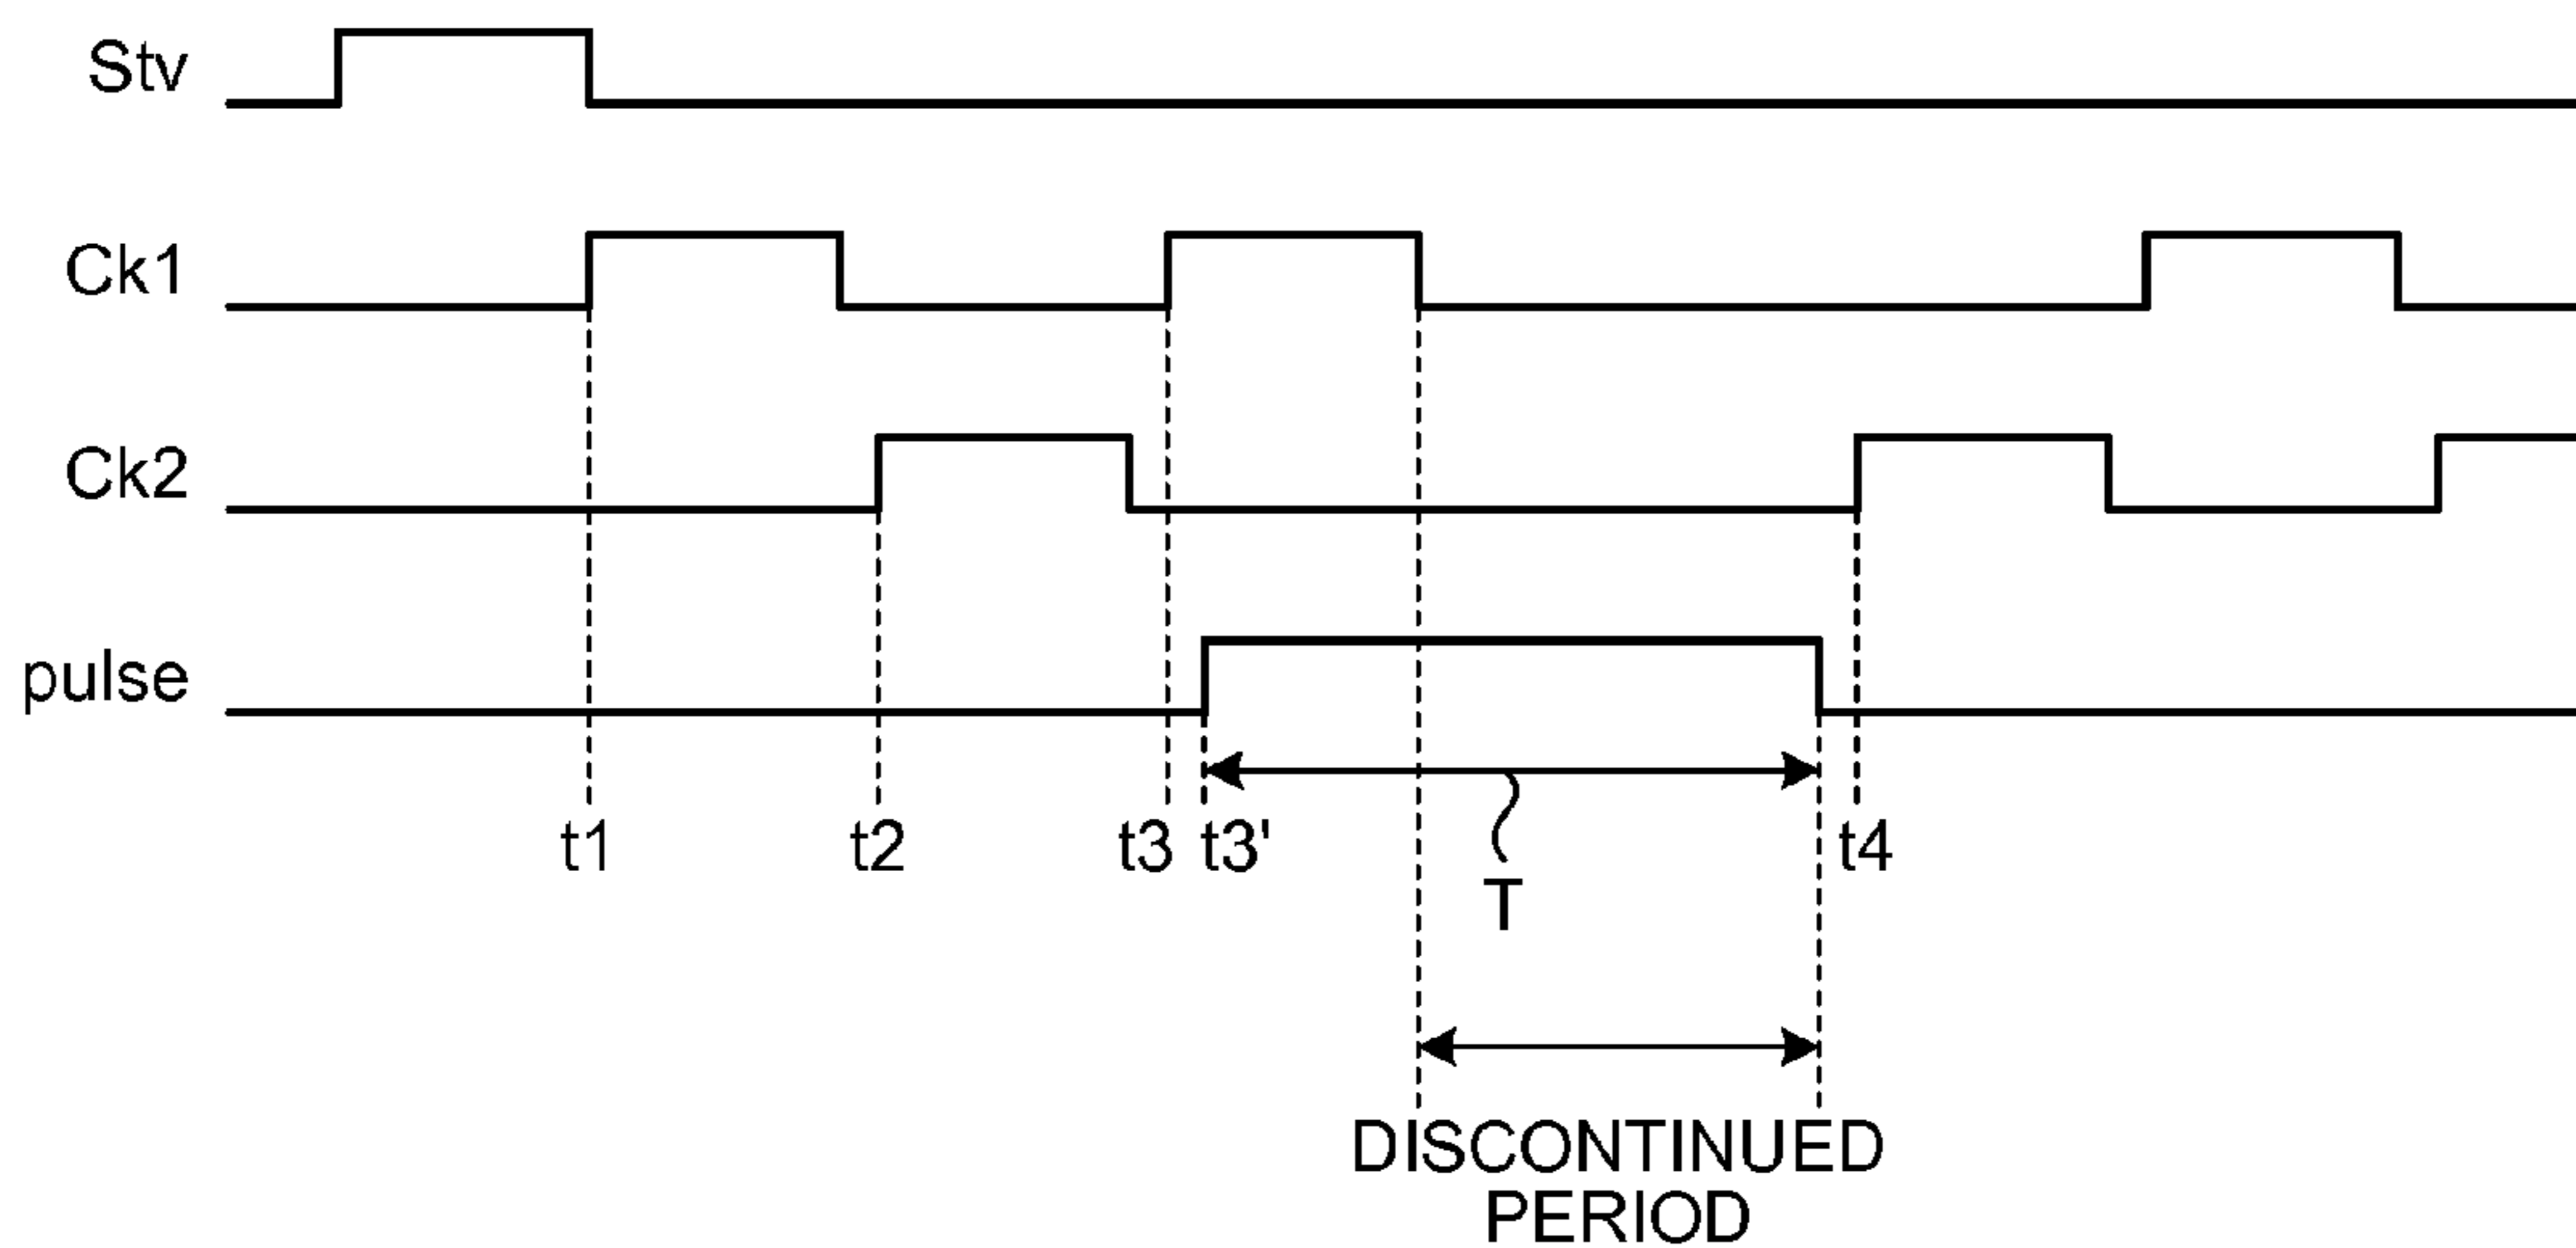 Stv
Ck1
Ck2
pulse
t1 t2 t3 t3' t4
T
DISCONTINUED
PERIOD